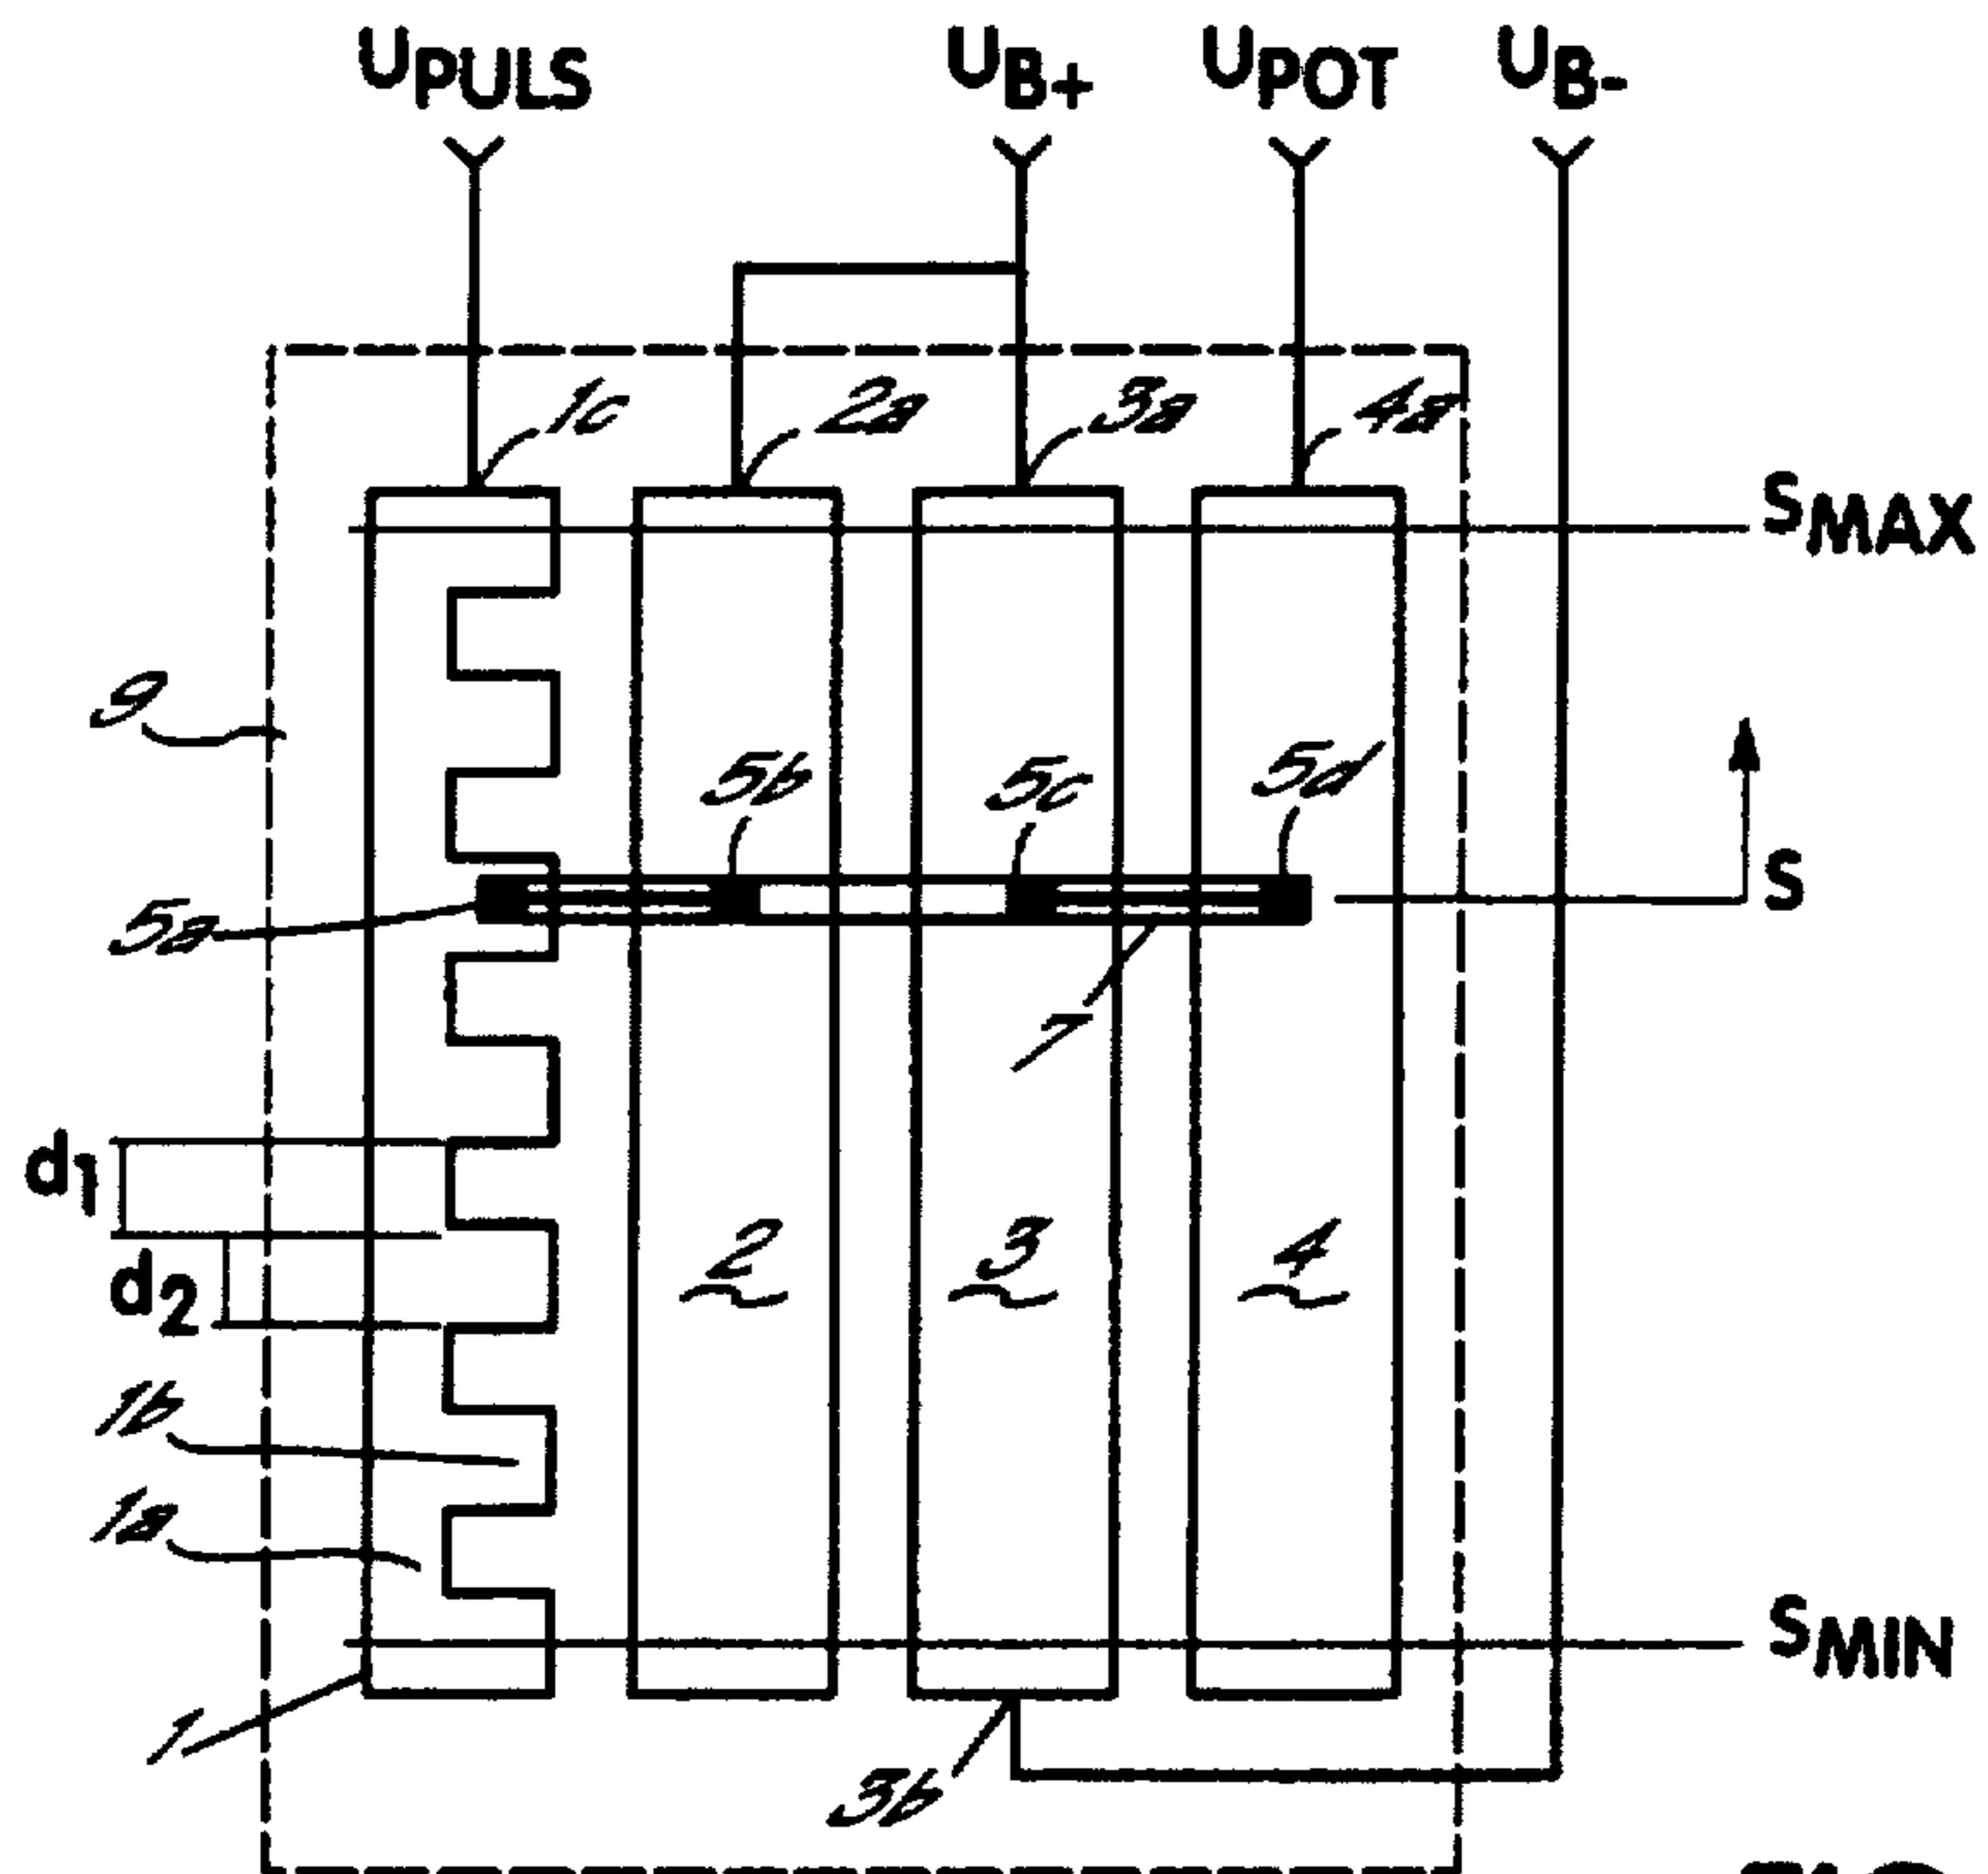 UPULS UB+ UPOT UB-
1c 2a 3a 4a
SMAX
9
5b 5c 5d
S
5a
7
d1
2 3 4
d2
1b
1a
SMIN
1
3b